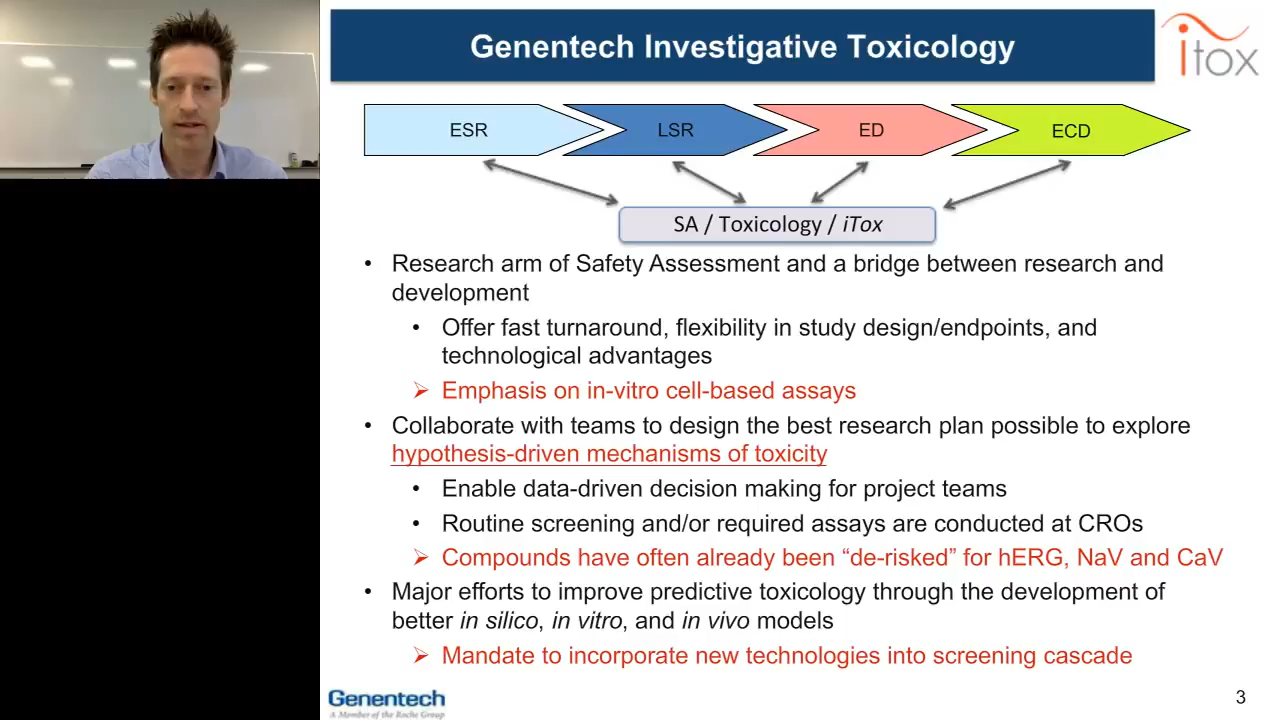 Genentech Investigative Toxicology
itox
ESR
LSR
ED
ECD
SA / Toxicology / iTox
• Research arm of Safety Assessment and a bridge between research and
development
• Offer fast turnaround, flexibility in study design/endpoints, and
technological advantages
➢ Emphasis on in-vitro cell-based assays
• Collaborate with teams to design the best research plan possible to explore
hypothesis-driven mechanisms of toxicity
• Enable data-driven decision making for project teams
• Routine screening and/or required assays are conducted at CROs
➢ Compounds have often already been “de-risked” for hERG, NaV and CaV
• Major efforts to improve predictive toxicology through the development of
better in silico, in vitro, and in vivo models
➢ Mandate to incorporate new technologies into screening cascade
Genentech
A Member of the Roche Group
3